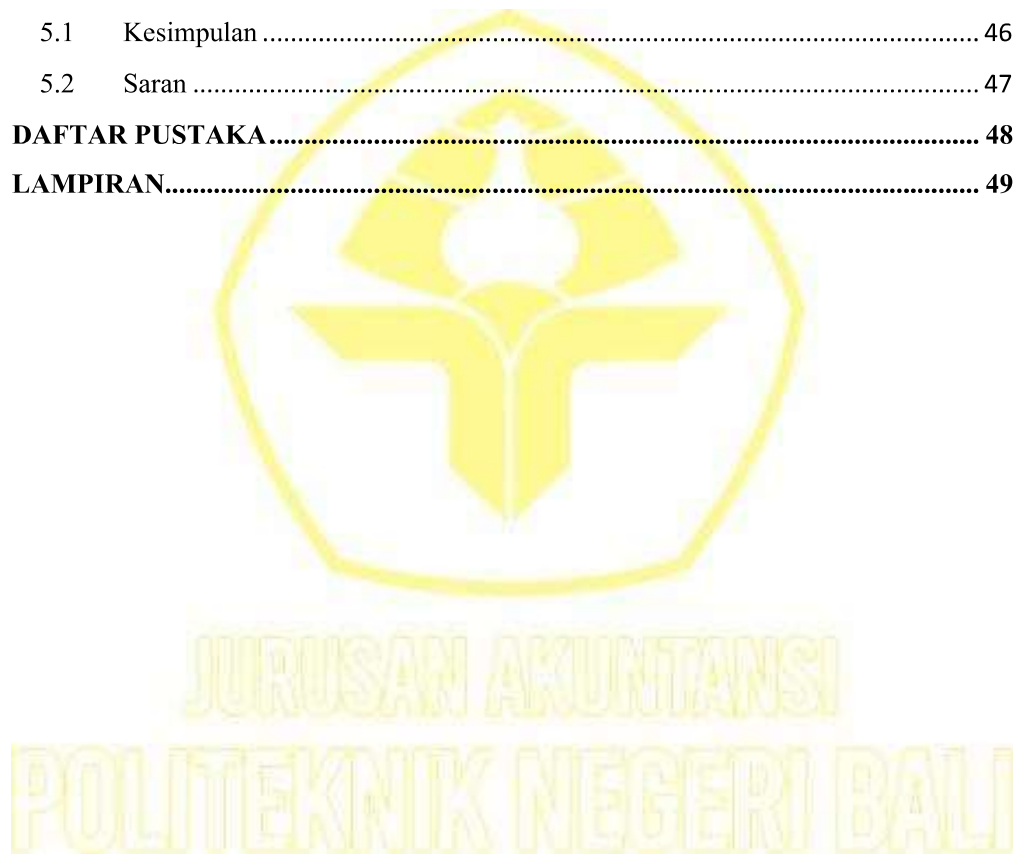 5.1 Kesimpulan ........................................................................................................ 46
5.2 Saran .................................................................................................................. 47
DAFTAR PUSTAKA ....................................................................................................... 48
LAMPIRAN...................................................................................................................... 49
JURUSAN AKUNTANSI
POLITEKNIK NEGERI BALI